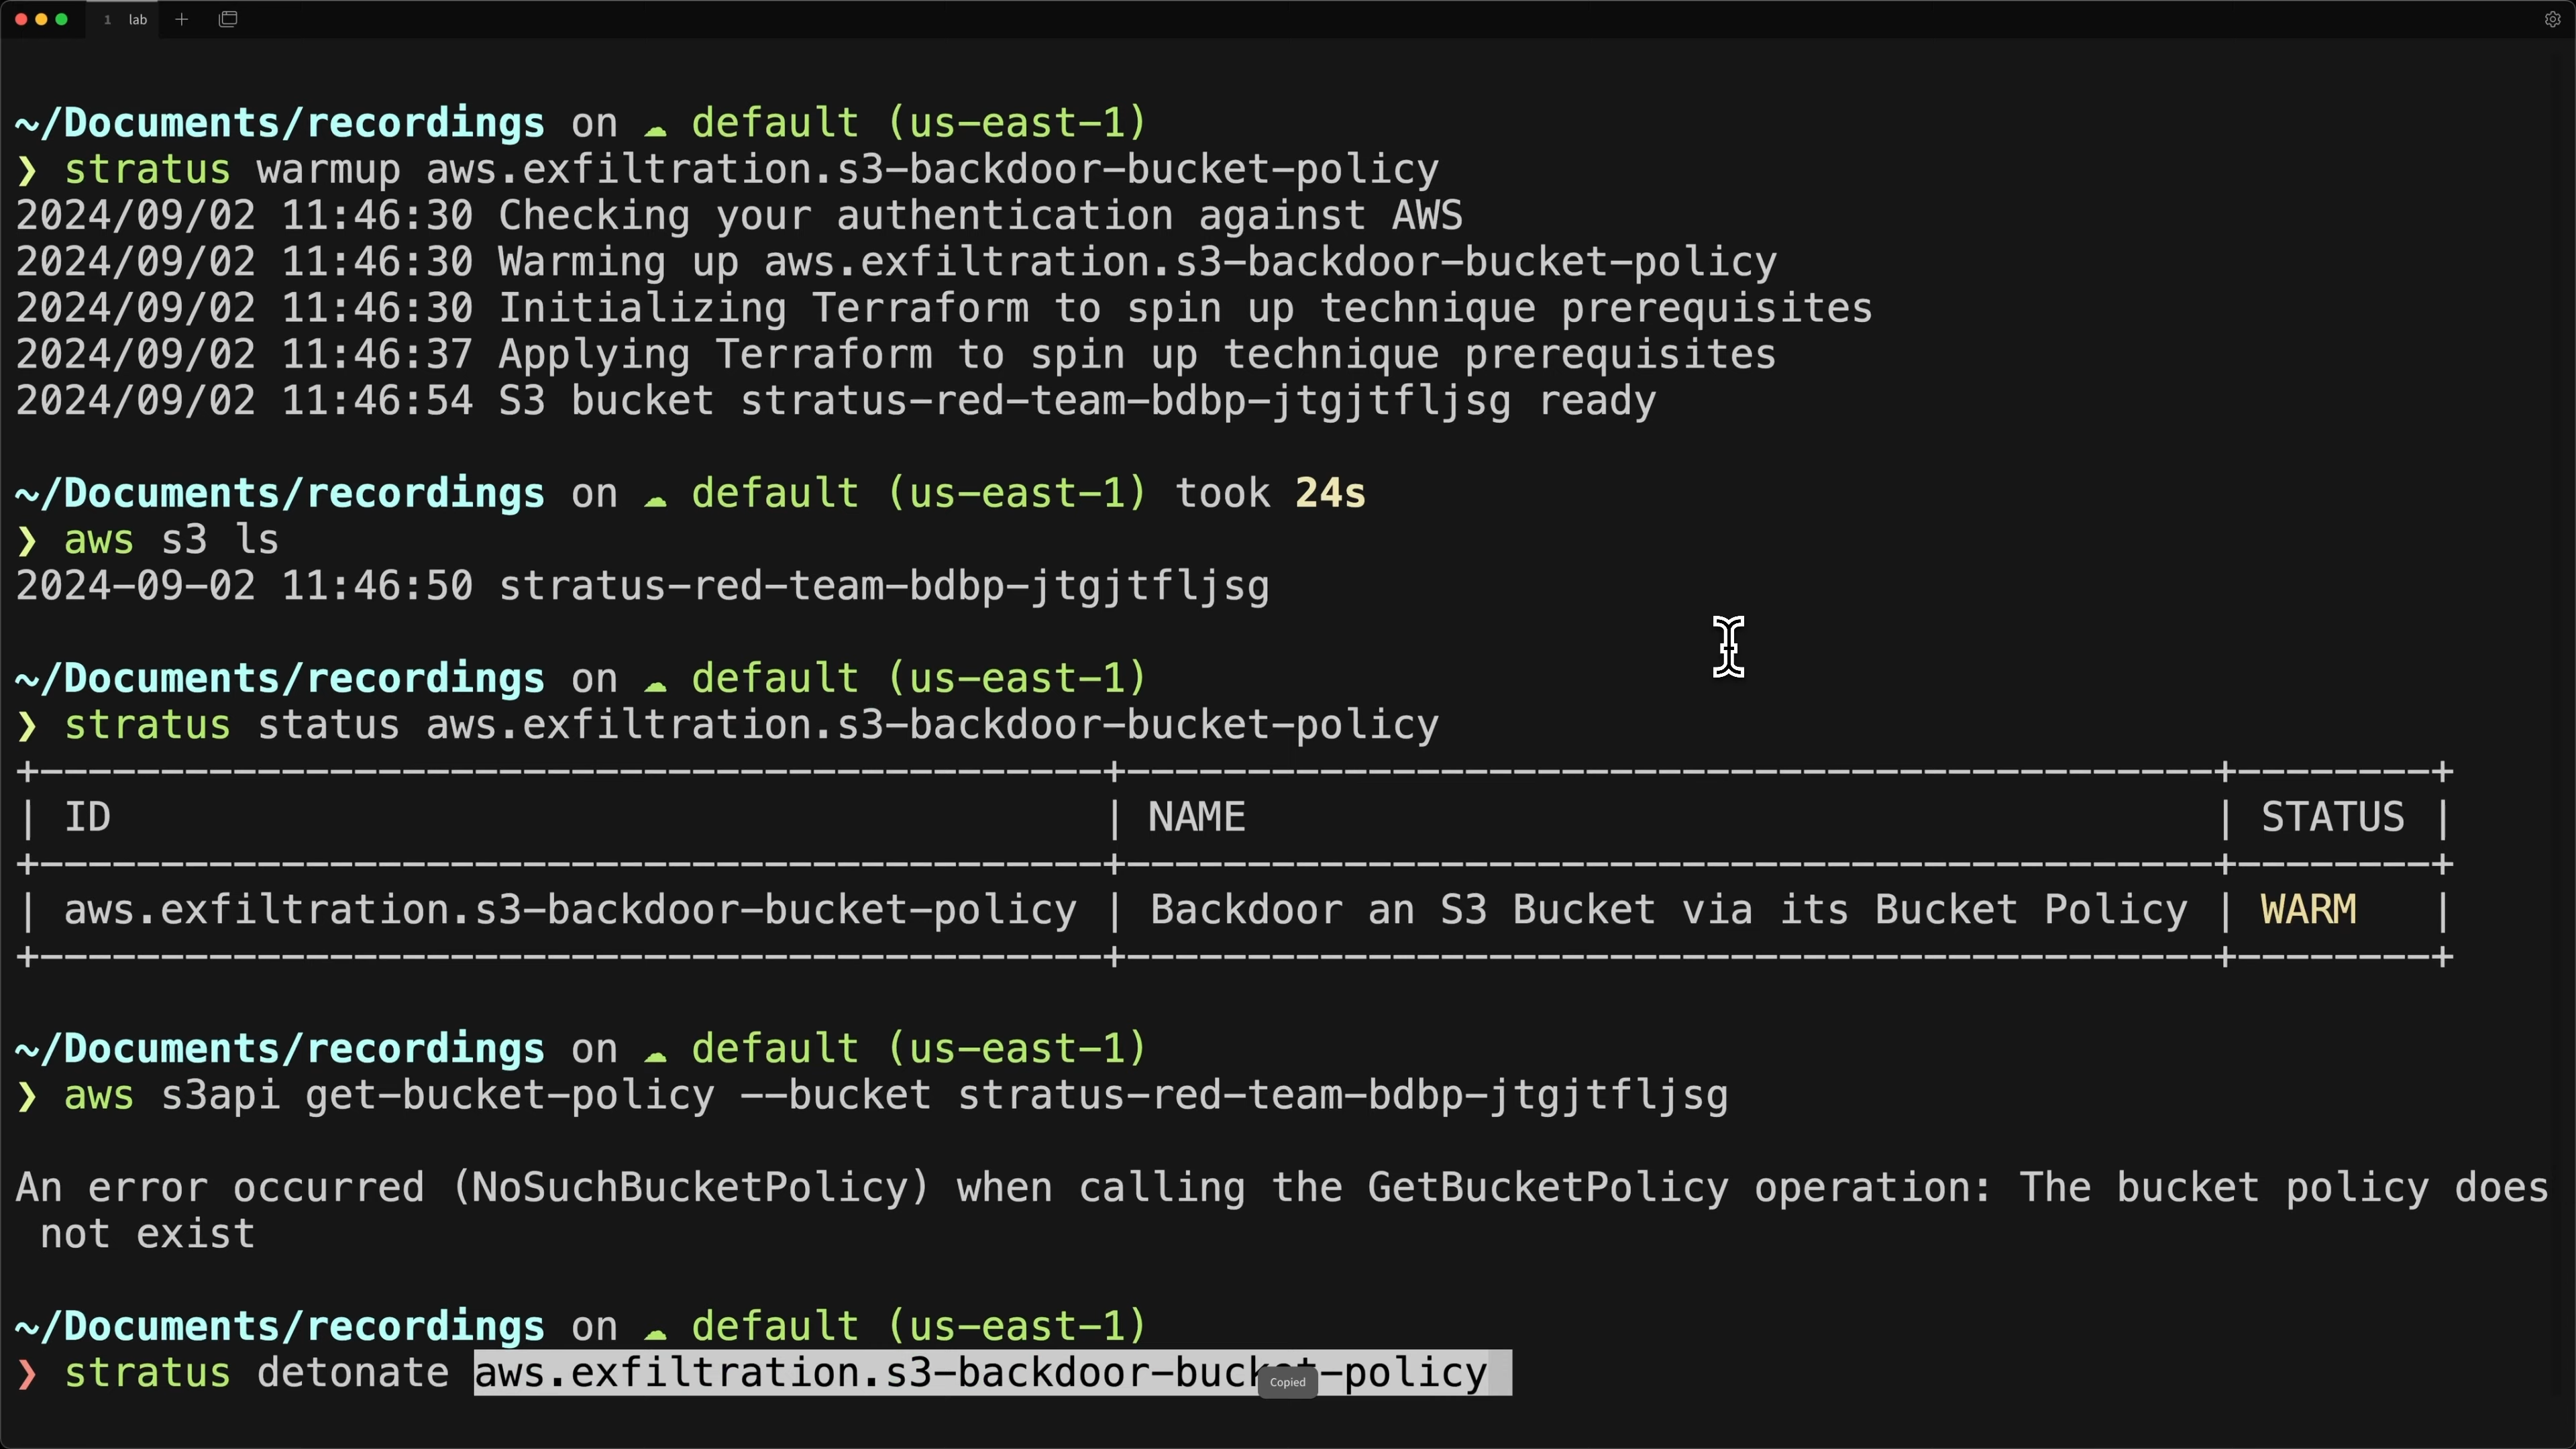 1 lab
~/Documents/recordings on ☁ default (us-east-1)
❯ stratus warmup aws.exfiltration.s3-backdoor-bucket-policy
2024/09/02 11:46:30 Checking your authentication against AWS
2024/09/02 11:46:30 Warming up aws.exfiltration.s3-backdoor-bucket-policy
2024/09/02 11:46:30 Initializing Terraform to spin up technique prerequisites
2024/09/02 11:46:37 Applying Terraform to spin up technique prerequisites
2024/09/02 11:46:54 S3 bucket stratus-red-team-bdbp-jtgjtfljsg ready
~/Documents/recordings on ☁ default (us-east-1) took 24s
❯ aws s3 ls
2024-09-02 11:46:50 stratus-red-team-bdbp-jtgjtfljsg
~/Documents/recordings on ☁ default (us-east-1)
❯ stratus status aws.exfiltration.s3-backdoor-bucket-policy
| ID | NAME | STATUS |
| aws.exfiltration.s3-backdoor-bucket-policy | Backdoor an S3 Bucket via its Bucket Policy | WARM |
~/Documents/recordings on ☁ default (us-east-1)
❯ aws s3api get-bucket-policy --bucket stratus-red-team-bdbp-jtgjtfljsg
An error occurred (NoSuchBucketPolicy) when calling the GetBucketPolicy operation: The bucket policy does
not exist
~/Documents/recordings on ☁ default (us-east-1)
❯ stratus detonate aws.exfiltration.s3-backdoor-bucket-policy
Copied